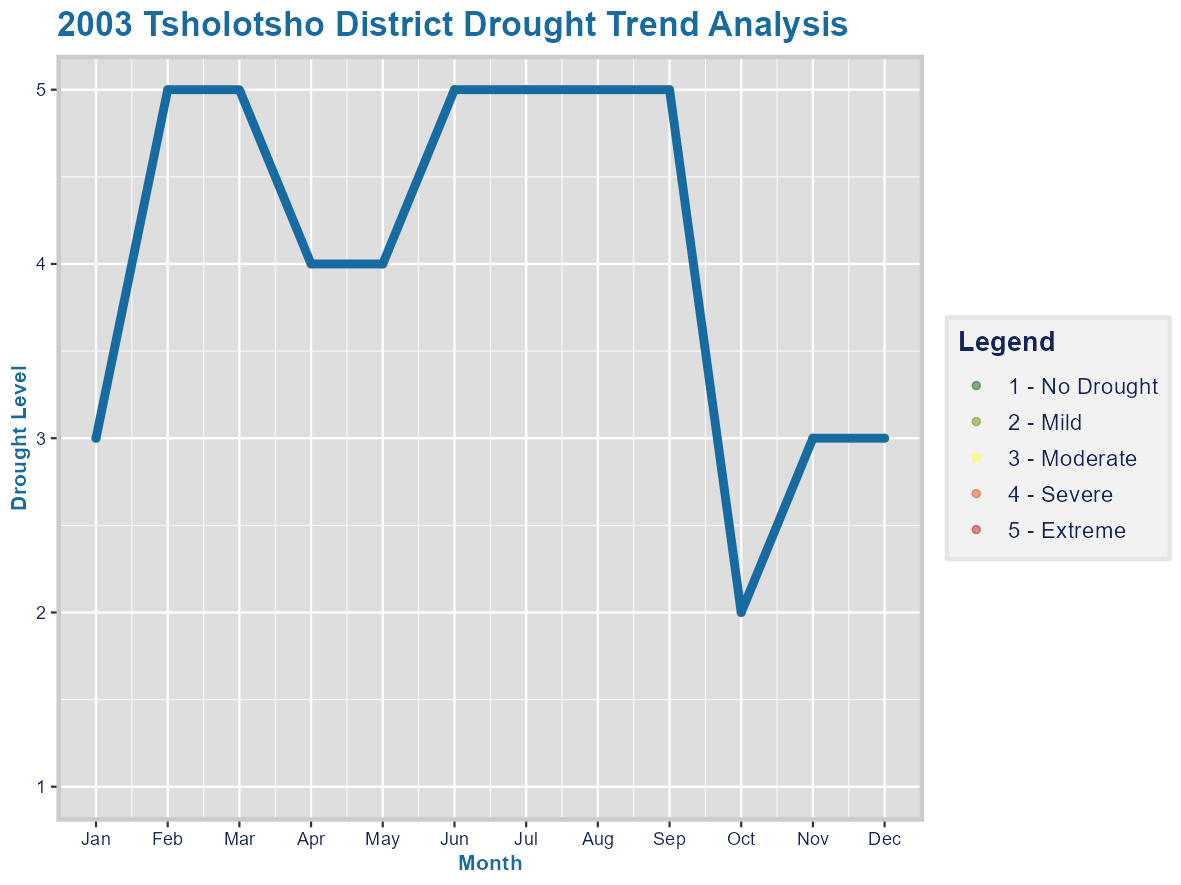 2003 Tsholotsho District Drought Trend Analysis
5
4
3
2
1
Drought Level
Jan Feb Mar Apr May Jun Jul Aug Sep Oct Nov Dec
Month
Legend
1 - No Drought
2 - Mild
3 - Moderate
4 - Severe
5 - Extreme